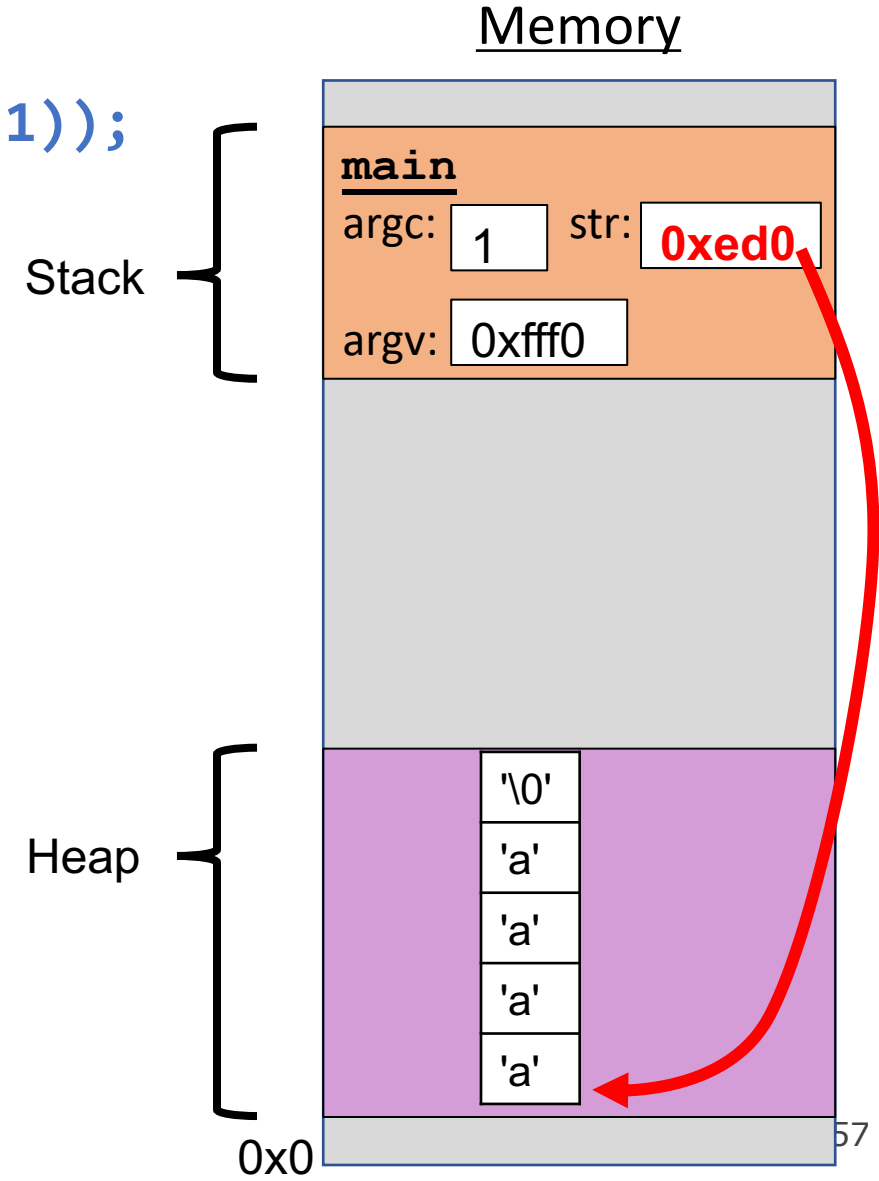 Memory
1));
main
argc: 1 str: 0xed0
Stack
argv: 0xfff0
'\0'
'a'
Heap
'a'
'a'
'a'
57
0x0